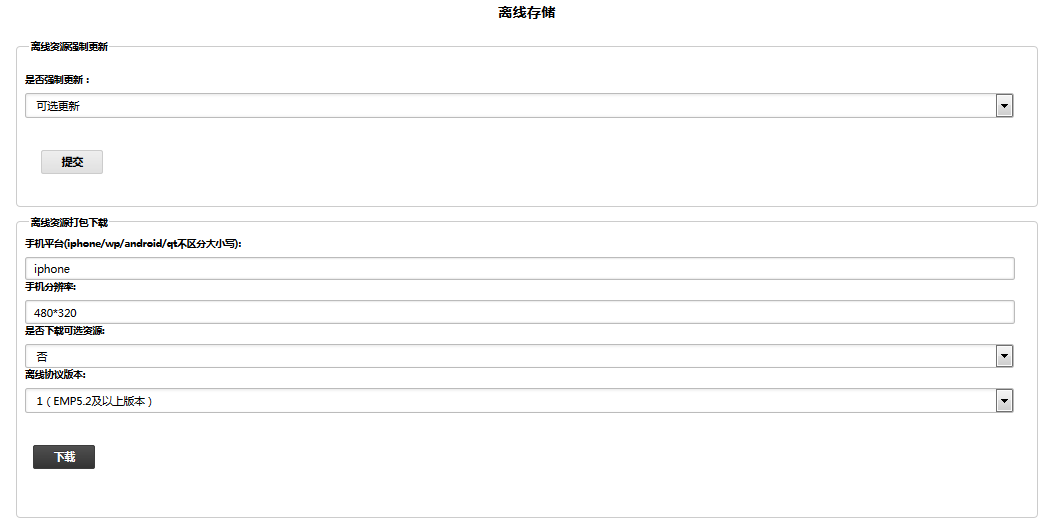 离线存储
离线资源强制更新
是否强制更新：
可选更新
提交
离线资源打包下载
手机平台(iphone/wp/android/qt不区分大小写):
iphone
手机分辨率:
480*320
是否下载可选资源:
否
离线协议版本:
1（EMP5.2及以上版本）
下载